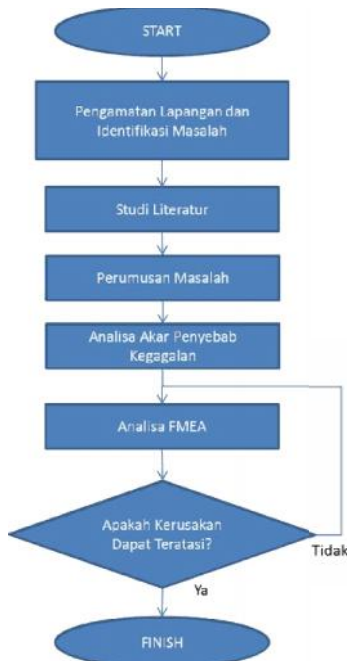 START
Pengamatan Lapangan dan
Identifikasi Masalah
Studi Literatur
Perumusan Masalah
Analisa Akar Penyebab
Kegagalan
Analisa FMEA
Apakah Kerusakan
Dapat Teratasi?
Tidak
Ya
FINISH